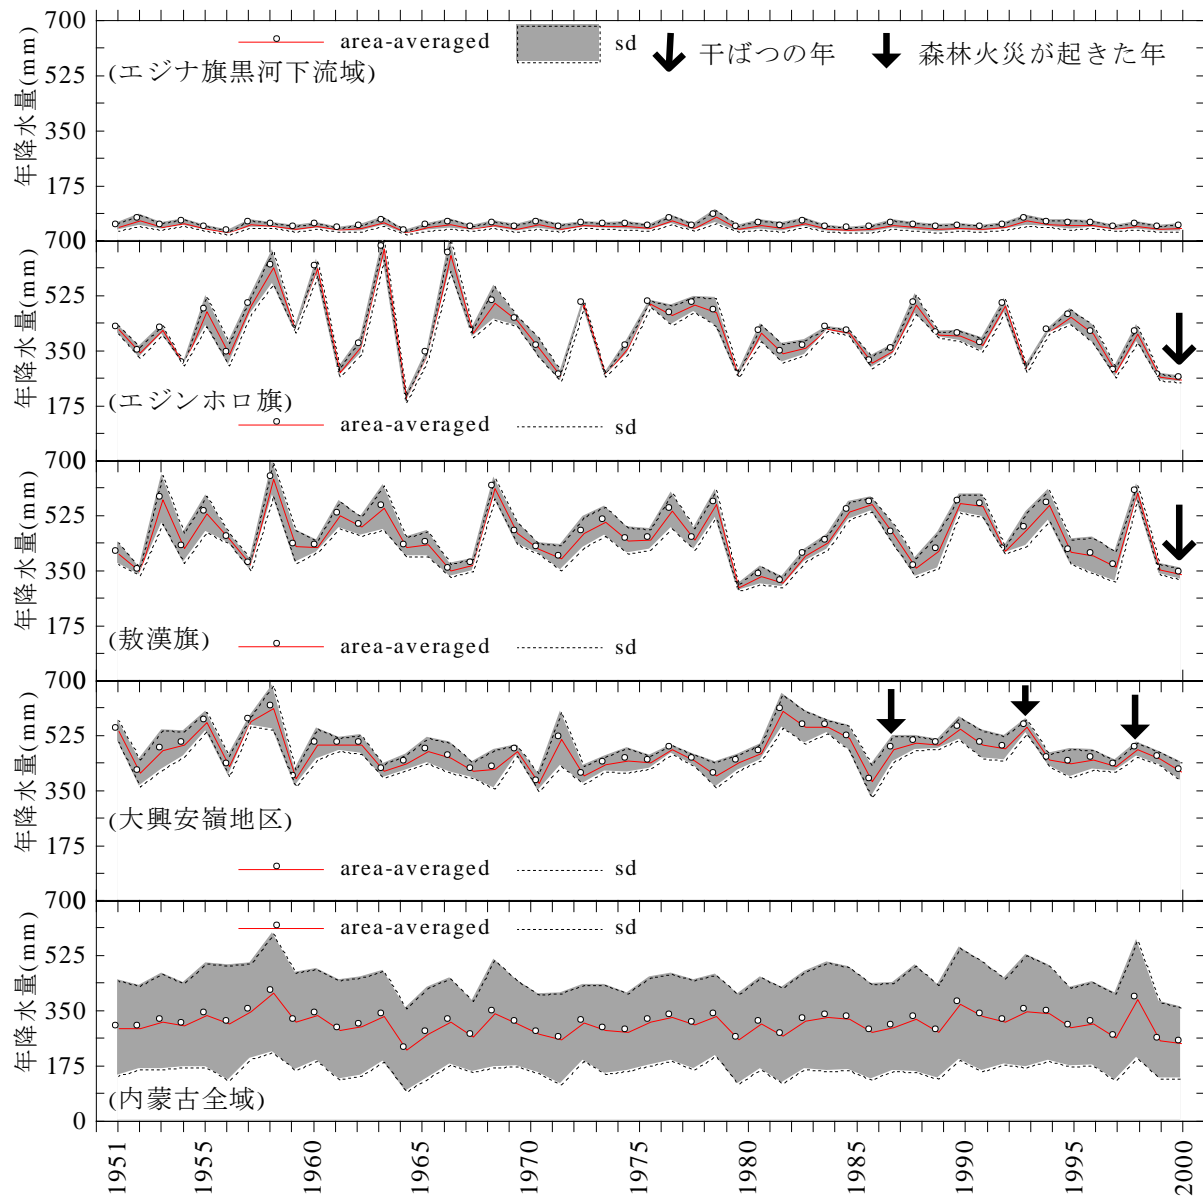 700
area-averaged sd 干ばつの年 森林火災が起きた年
(エジナ旗黒河下流域)
525
350
175
年降水量(mm)
700
525
350
175
年降水量(mm)
(エジンホロ旗)
area-averaged sd
700
525
350
175
年降水量(mm)
(敖漢旗)
area-averaged sd
700
525
350
175
年降水量(mm)
(大興安嶺地区)
area-averaged sd
700
area-averaged sd
525
350
175
0
年降水量(mm)
(内蒙古全域)
1951 1955 1960 1965 1970 1975 1980 1985 1990 1995 2000